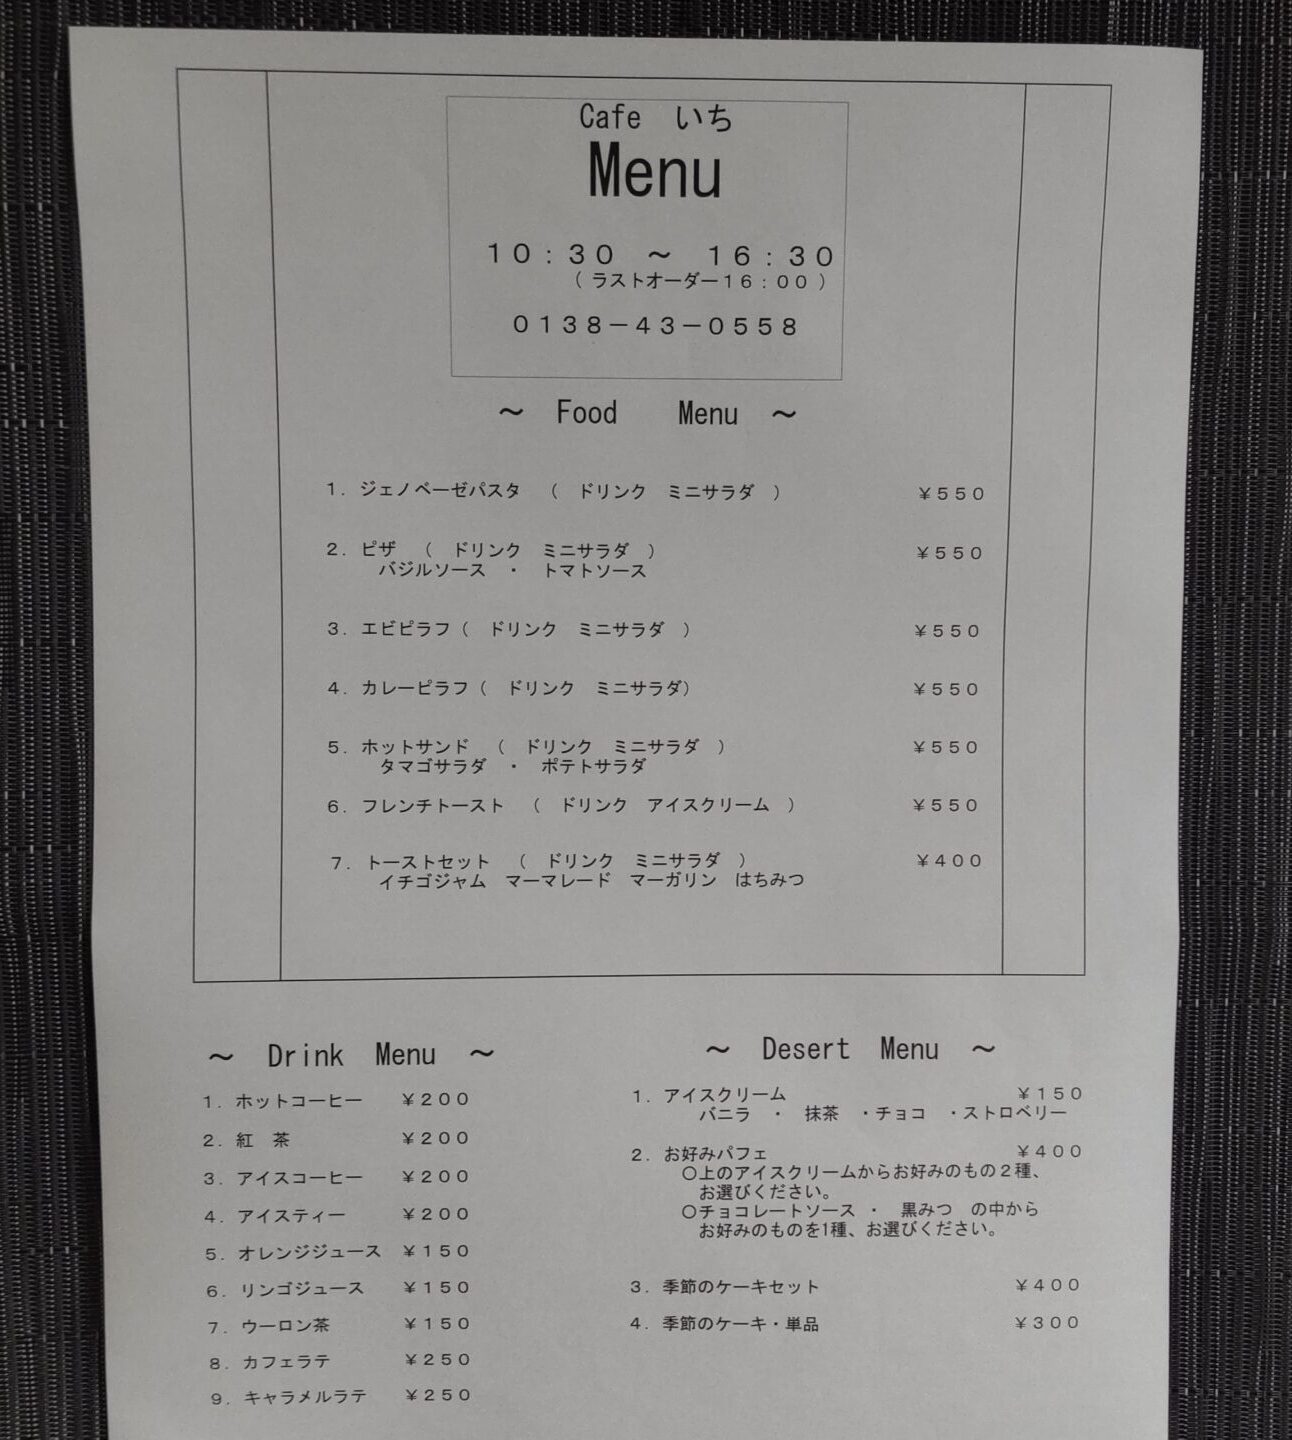 Cafe　いち
Menu
１０：３０　～　１６：３０
（ ラストオーダー１６：００ ）
０１３８－４３－０５５８
～　Food　　Menu　～
１．ジェノベーゼパスタ　（　ドリンク　ミニサラダ　）　￥５５０
２．ピザ　（　ドリンク　ミニサラダ　）　￥５５０
バジルソース　・　トマトソース
３．エビピラフ（　ドリンク　ミニサラダ　）　￥５５０
４．カレーピラフ（　ドリンク　ミニサラダ）　￥５５０
５．ホットサンド　（　ドリンク　ミニサラダ　）　￥５５０
タマゴサラダ　・　ポテトサラダ
６．フレンチトースト　（　ドリンク　アイスクリーム　）　￥５５０
７．トーストセット　（　ドリンク　ミニサラダ　）　￥４００
イチゴジャム　マーマレード　マーガリン　はちみつ
～　Drink　Menu　～
１．ホットコーヒー　￥２００
２．紅　茶　￥２００
３．アイスコーヒー　￥２００
４．アイスティー　￥２００
５．オレンジジュース　￥１５０
６．リンゴジュース　￥１５０
７．ウーロン茶　￥１５０
８．カフェラテ　￥２５０
９．キャラメルラテ　￥２５０
～　Desert　Menu　～
１．アイスクリーム　￥１５０
バニラ　・　抹茶　・チョコ　・ストロベリー
２．お好みパフェ　￥４００
○上のアイスクリームからお好みのもの２種、
お選びください。
○チョコレートソース　・　黒みつ　の中から
お好みのものを1種、お選びください。
３．季節のケーキセット　￥４００
４．季節のケーキ・単品　￥３００